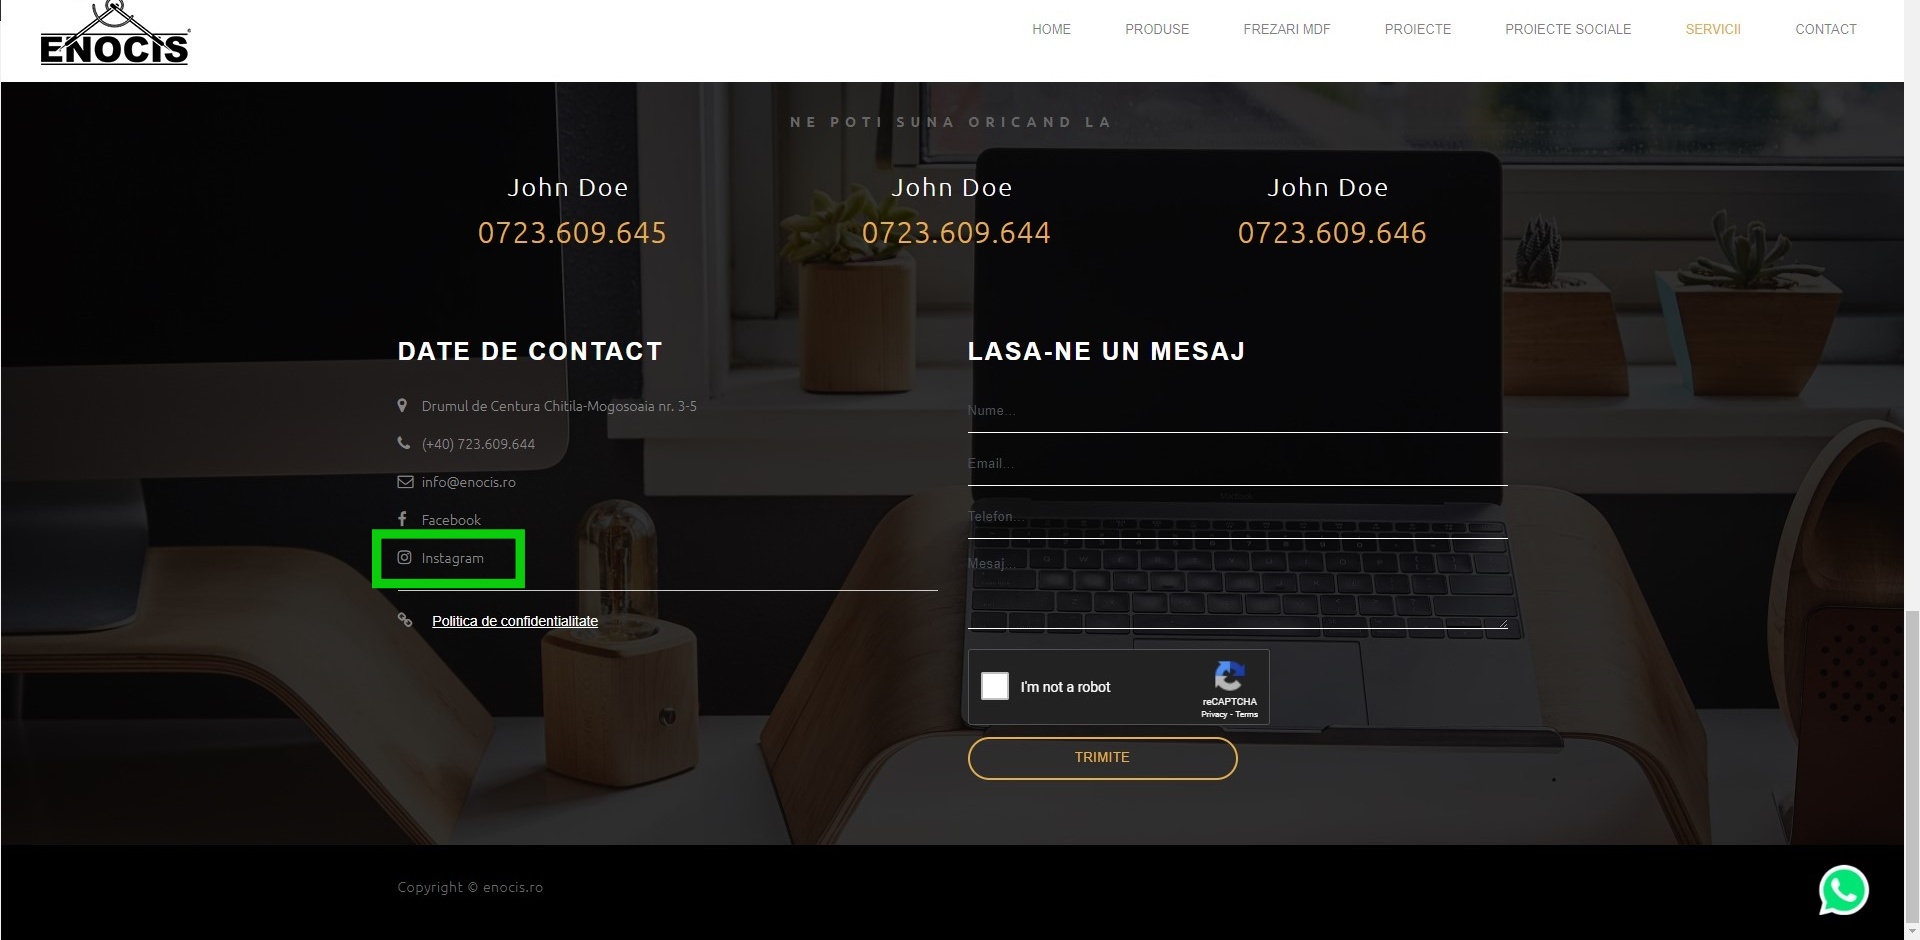 ENOCIS
HOME PRODUSE FREZARI MDF PROIECTE PROIECTE SOCIALE SERVICII CONTACT
NE POTI SUNA ORICAND LA
John Doe
0723.609.645
John Doe
0723.609.644
John Doe
0723.609.646
DATE DE CONTACT
Drumul de Centura Chitila-Mogosoaia nr. 3-5
(+40) 723.609.644
info@enocis.ro
Facebook
Instagram
Politica de confidentialitate
LASA-NE UN MESAJ
Nume...
Email...
Telefon...
Mesaj...
I'm not a robot
reCAPTCHA
Privacy - Terms
TRIMITE
Copyright © enocis.ro